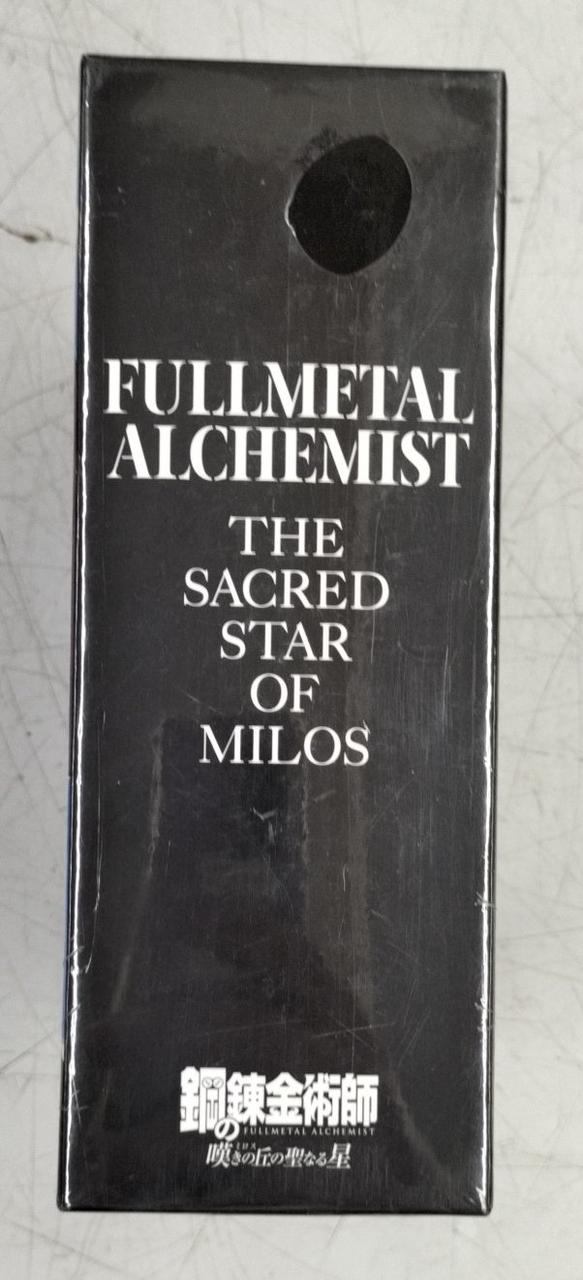 FULLMETAL
ALCHEMIST
THE
SACRED
STAR
OF
MILOS
鋼の錬金術師
FULLMETAL ALCHEMIST
ミロス
嘆きの丘の聖なる星